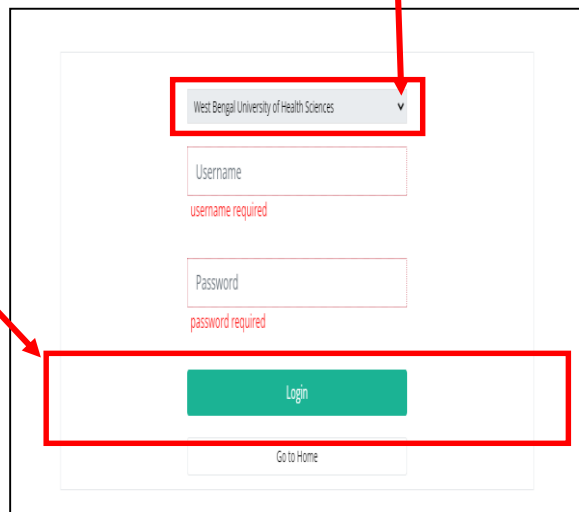 West Bengal University of Health Sciences
Username
username required
Password
password required
Login
Go to Home